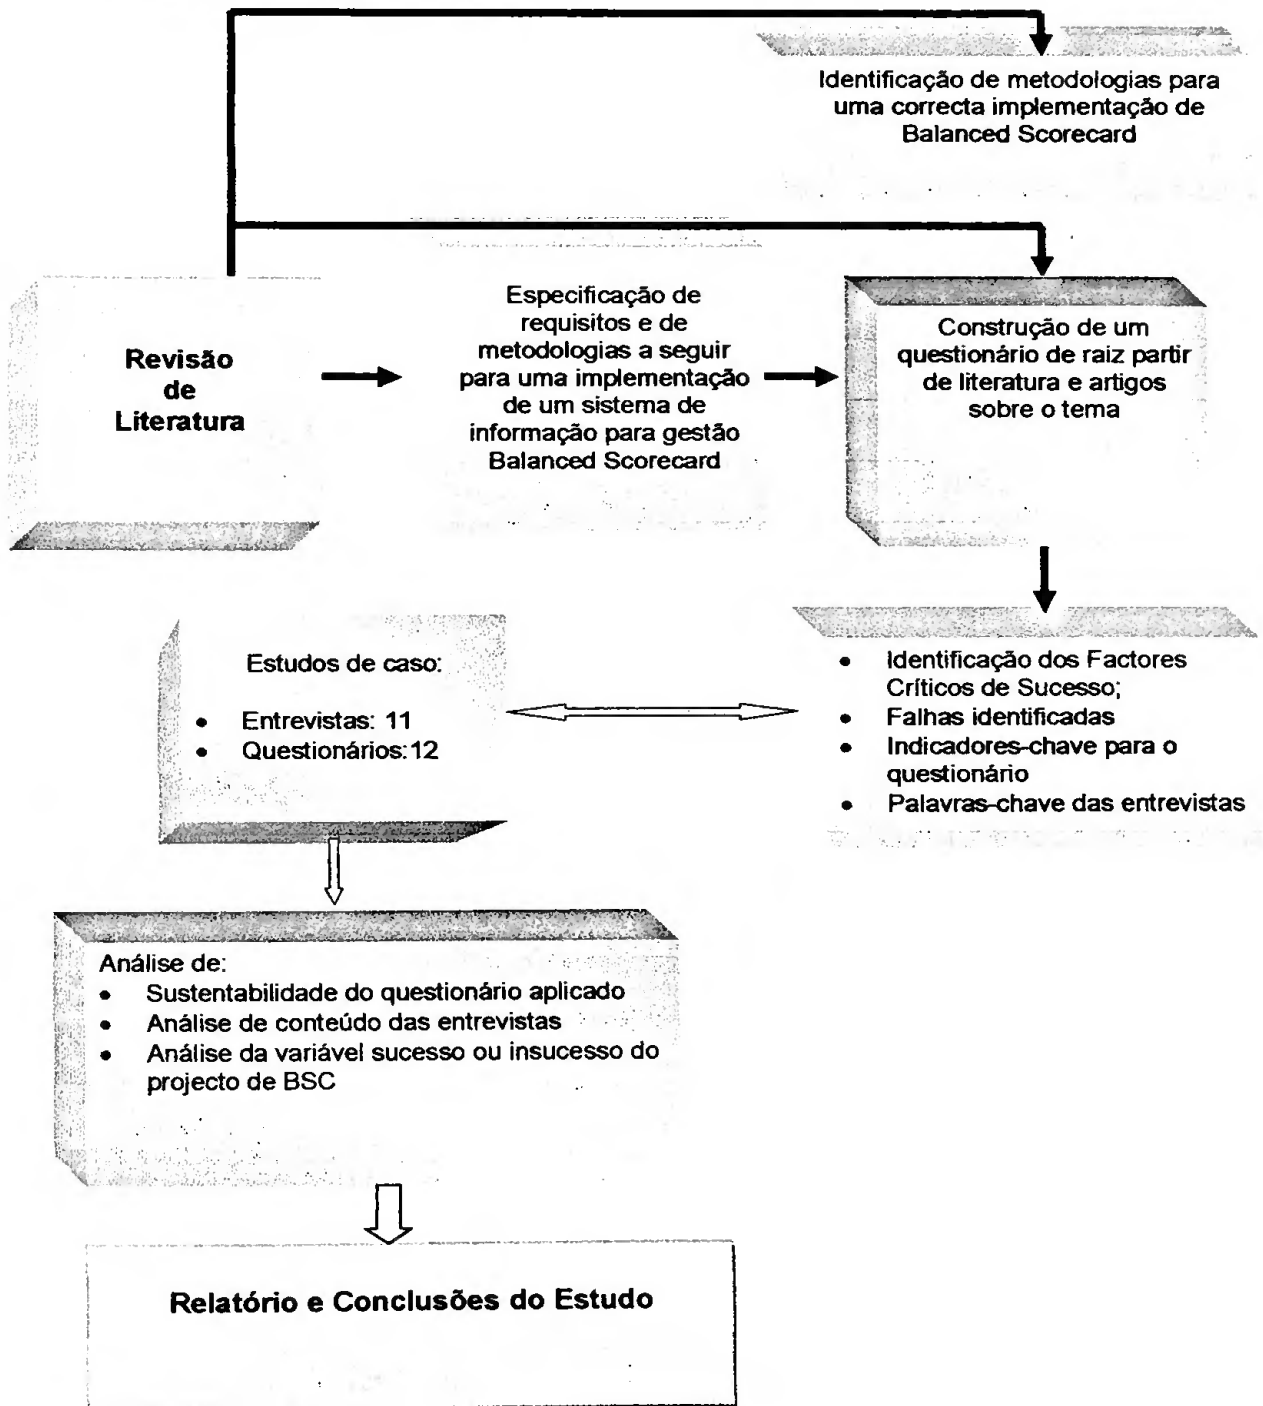 Identificação de metodologias para
uma correcta implementação de
Balanced Scorecard
Revisão
de
Literatura
Especificação de
requisitos e de
metodologias a seguir
para uma implementação
de um sistema de
informação para gestão
Balanced Scorecard
Construção de um
questionário de raiz partir
de literatura e artigos
sobre o tema
Estudos de caso:
• Entrevistas: 11
• Questionários:12
• Identificação dos Factores
Críticos de Sucesso;
• Falhas identificadas
• Indicadores-chave para o
questionário
• Palavras-chave das entrevistas
Análise de:
• Sustentabilidade do questionário aplicado
• Análise de conteúdo das entrevistas
• Análise da variável sucesso ou insucesso do
projecto de BSC
Relatório e Conclusões do Estudo